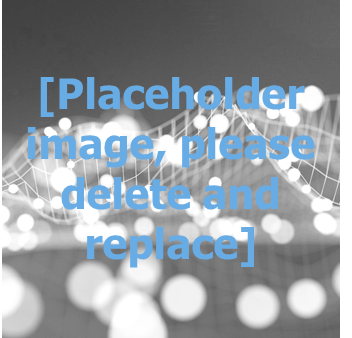 [Placeholder
image, please
delete and
replace]